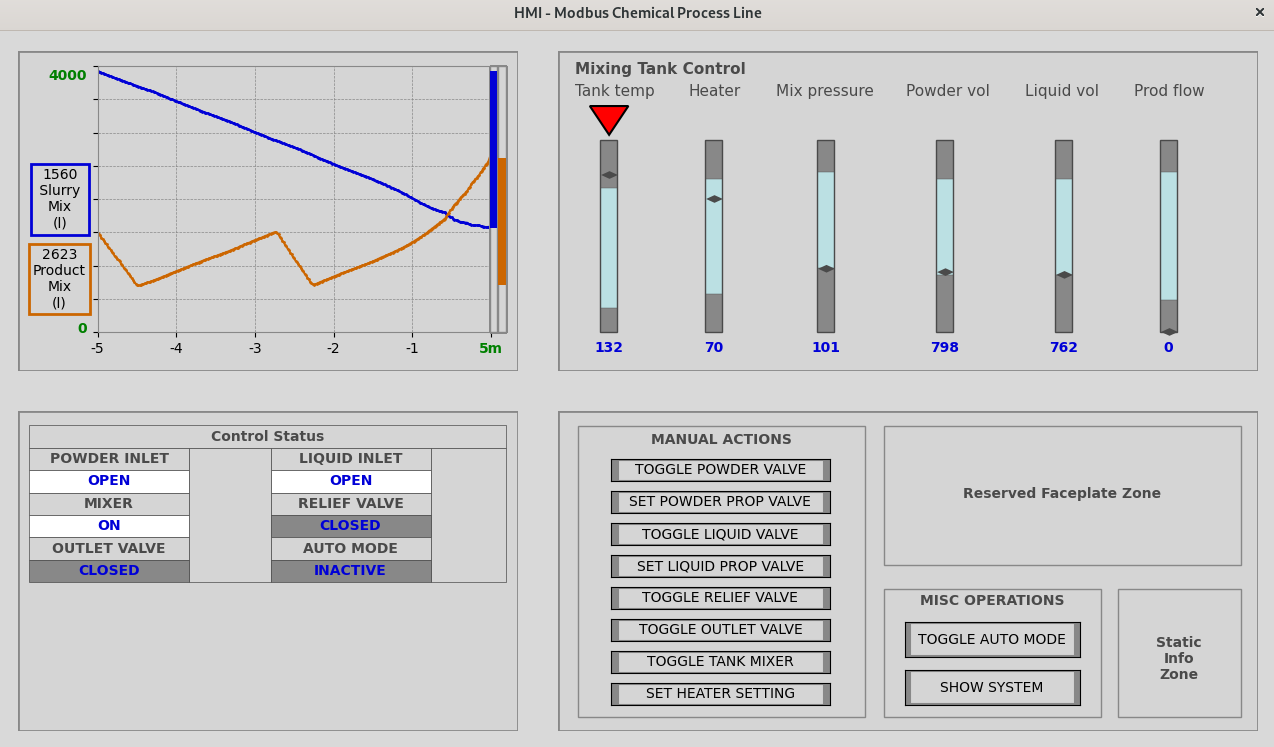 HMI - Modbus Chemical Process Line
×
4000
1560
Slurry
Mix
(l)
2623
Product
Mix
(l)
0
-5 -4 -3 -2 -1 5m
Mixing Tank Control
Tank temp Heater Mix pressure Powder vol Liquid vol Prod flow
132 70 101 798 762 0
Control Status
POWDER INLET LIQUID INLET
OPEN OPEN
MIXER RELIEF VALVE
ON CLOSED
OUTLET VALVE AUTO MODE
CLOSED INACTIVE
MANUAL ACTIONS
TOGGLE POWDER VALVE
SET POWDER PROP VALVE
TOGGLE LIQUID VALVE
SET LIQUID PROP VALVE
TOGGLE RELIEF VALVE
TOGGLE OUTLET VALVE
TOGGLE TANK MIXER
SET HEATER SETTING
Reserved Faceplate Zone
MISC OPERATIONS
TOGGLE AUTO MODE
SHOW SYSTEM
Static
Info
Zone